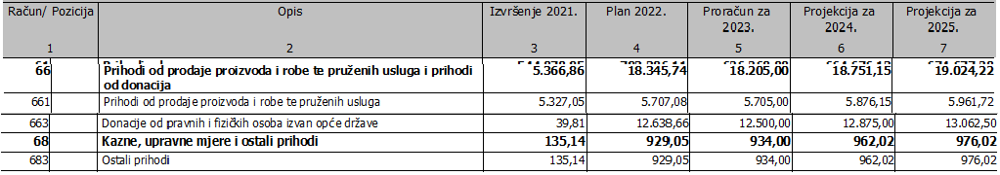 Račun/ Pozicija Opis Izvršenje 2021. Plan 2022. Proračun za 2023. Projekcija za 2024. Projekcija za 2025.
1 2 3 4 5 6 7
66 Prihodi od prodaje proizvoda i robe te pruženih usluga i prihodi od donacija 5.366,86 18.345,74 18.205,00 18.751,15 19.024,22
661 Prihodi od prodaje proizvoda i robe te pruženih usluga 5.327,05 5.707,08 5.705,00 5.876,15 5.961,72
663 Donacije od pravnih i fizičkih osoba izvan opće države 39,81 12.638,66 12.500,00 12.875,00 13.062,50
68 Kazne, upravne mjere i ostali prihodi 135,14 929,05 934,00 962,02 976,02
683 Ostali prihodi 135,14 929,05 934,00 962,02 976,02